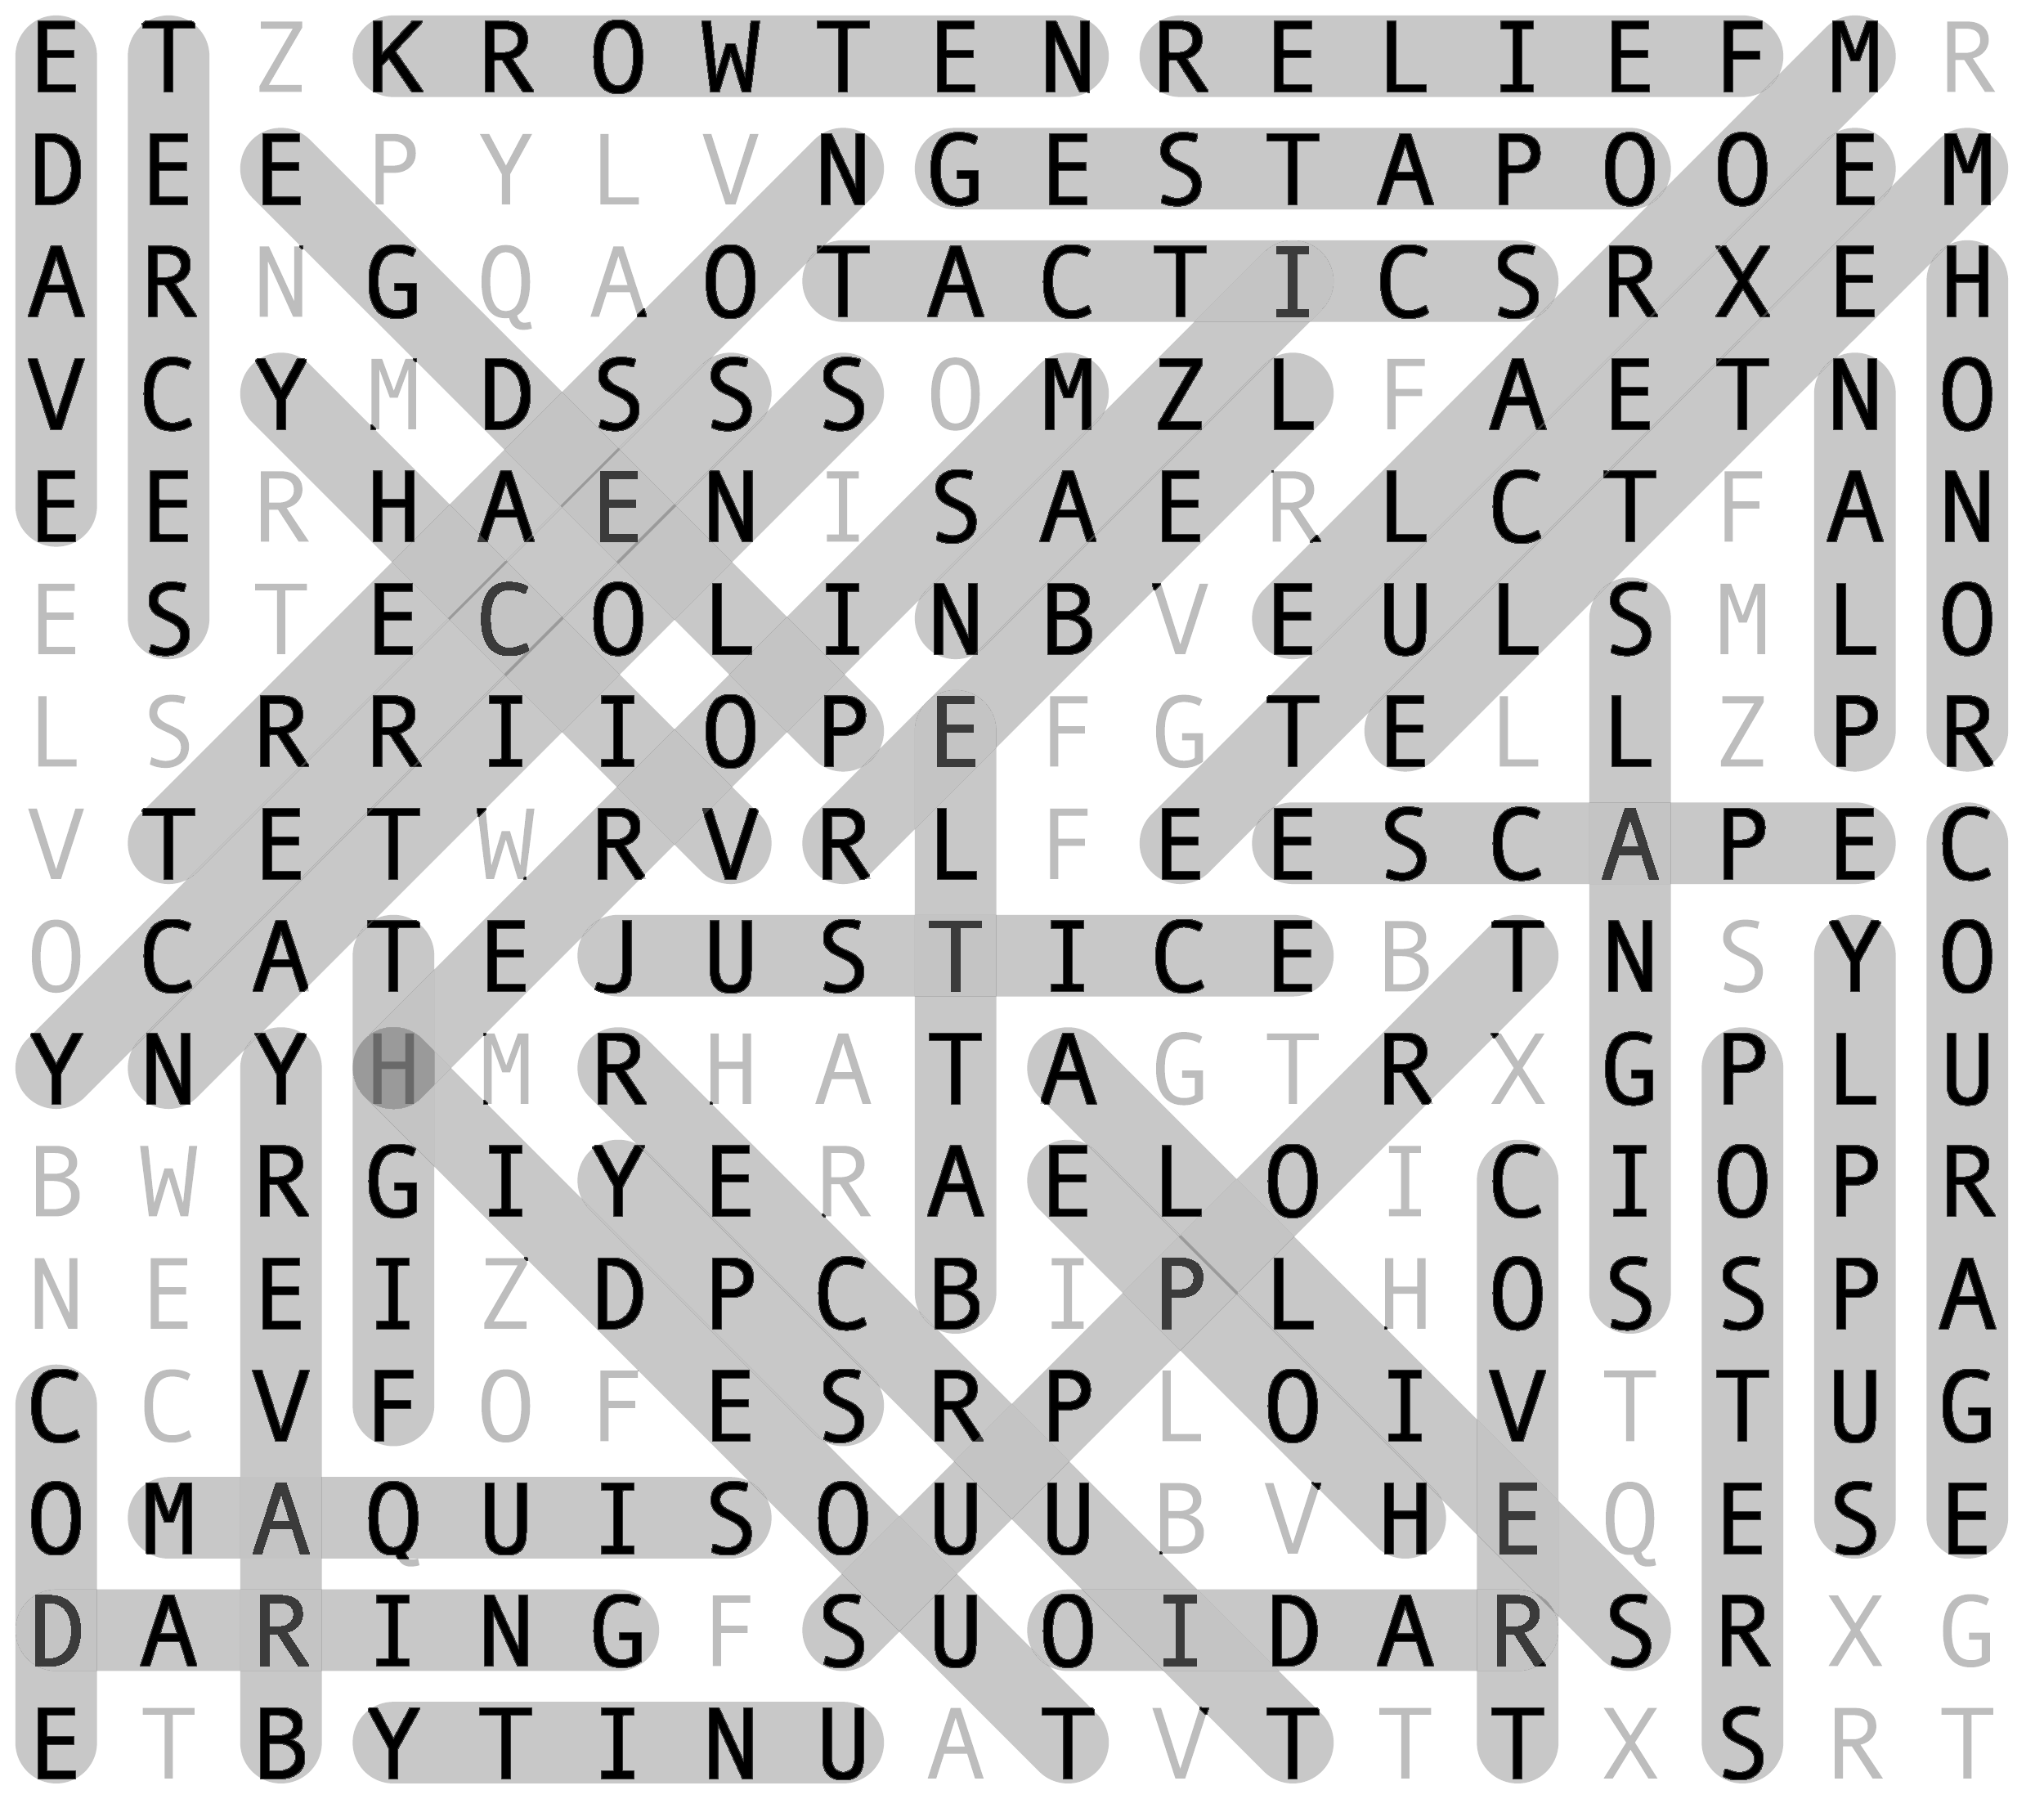 E T Z K R O W T E N R E L I E F M R
D E E P Y L V N G E S T A P O O E M
A R N G Q A O T A C T I C S R X E H
V C Y M D S S S O M Z L F A E T N O
E E R H A E N I S A E R L C T F A N
E S T E C O L I N B V E U L S M L O
L S R R I I O P E F G T E L L Z P R
V T E T W R V R L F E E S C A P E C
O C A T E J U S T I C E B T N S Y O
Y N Y H M R H A T A G T R X G P L U
B W R G I Y E R A E L O I C I O P R
N E E I Z D P C B I P L H O S S P A
C C V F O F E S R P L O I V T T U G
O M A Q U I S O U U B V H E Q E S E
D A R I N G F S U O I D A R S R X G
E T B Y T I N U A T V T T T X S R T